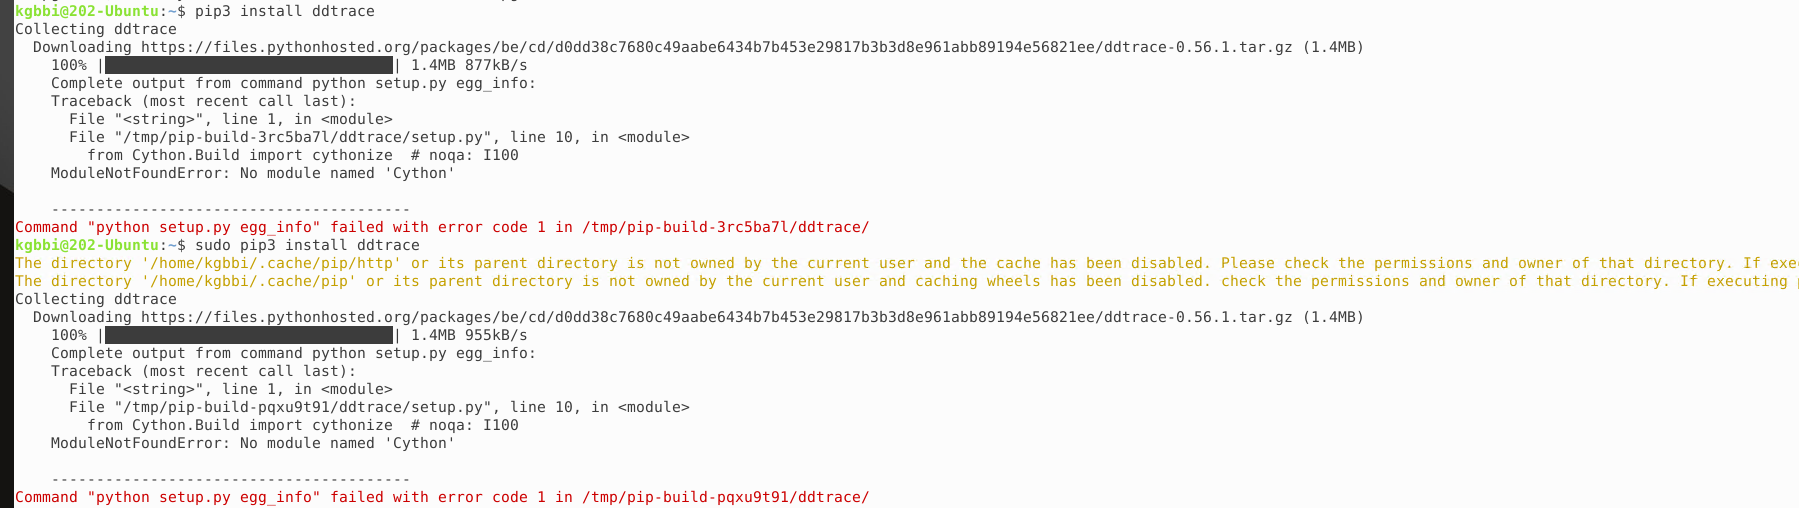 kgbbi@202-Ubuntu:~$ pip3 install ddtrace
Collecting ddtrace
  Downloading https://files.pythonhosted.org/packages/be/cd/d0dd38c7680c49aabe6434b7b453e29817b3b3d8e961abb89194e56821ee/ddtrace-0.56.1.tar.gz (1.4MB)
    100% |████████████████████████████████| 1.4MB 877kB/s
    Complete output from command python setup.py egg_info:
    Traceback (most recent call last):
      File "<string>", line 1, in <module>
      File "/tmp/pip-build-3rc5ba7l/ddtrace/setup.py", line 10, in <module>
        from Cython.Build import cythonize  # noqa: I100
    ModuleNotFoundError: No module named 'Cython'
    ----------------------------------------
Command "python setup.py egg_info" failed with error code 1 in /tmp/pip-build-3rc5ba7l/ddtrace/
kgbbi@202-Ubuntu:~$ sudo pip3 install ddtrace
The directory '/home/kgbbi/.cache/pip/http' or its parent directory is not owned by the current user and the cache has been disabled. Please check the permissions and owner of that directory. If exe
The directory '/home/kgbbi/.cache/pip' or its parent directory is not owned by the current user and caching wheels has been disabled. check the permissions and owner of that directory. If executing p
Collecting ddtrace
  Downloading https://files.pythonhosted.org/packages/be/cd/d0dd38c7680c49aabe6434b7b453e29817b3b3d8e961abb89194e56821ee/ddtrace-0.56.1.tar.gz (1.4MB)
    100% |████████████████████████████████| 1.4MB 955kB/s
    Complete output from command python setup.py egg_info:
    Traceback (most recent call last):
      File "<string>", line 1, in <module>
      File "/tmp/pip-build-pqxu9t91/ddtrace/setup.py", line 10, in <module>
        from Cython.Build import cythonize  # noqa: I100
    ModuleNotFoundError: No module named 'Cython'
    ----------------------------------------
Command "python setup.py egg_info" failed with error code 1 in /tmp/pip-build-pqxu9t91/ddtrace/